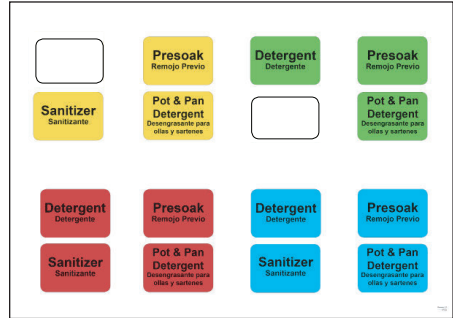 Presoak
Remojo Previo
Detergent
Detergente
Presoak
Remojo Previo
Sanitizer
Sanitizante
Pot & Pan
Detergent
Desengrasante para
ollas y sartenes
Pot & Pan
Detergent
Desengrasante para
ollas y sartenes
Detergent
Detergente
Presoak
Remojo Previo
Detergent
Detergente
Presoak
Remojo Previo
Sanitizer
Sanitizante
Pot & Pan
Detergent
Desengrasante para
ollas y sartenes
Sanitizer
Sanitizante
Pot & Pan
Detergent
Desengrasante para
ollas y sartenes